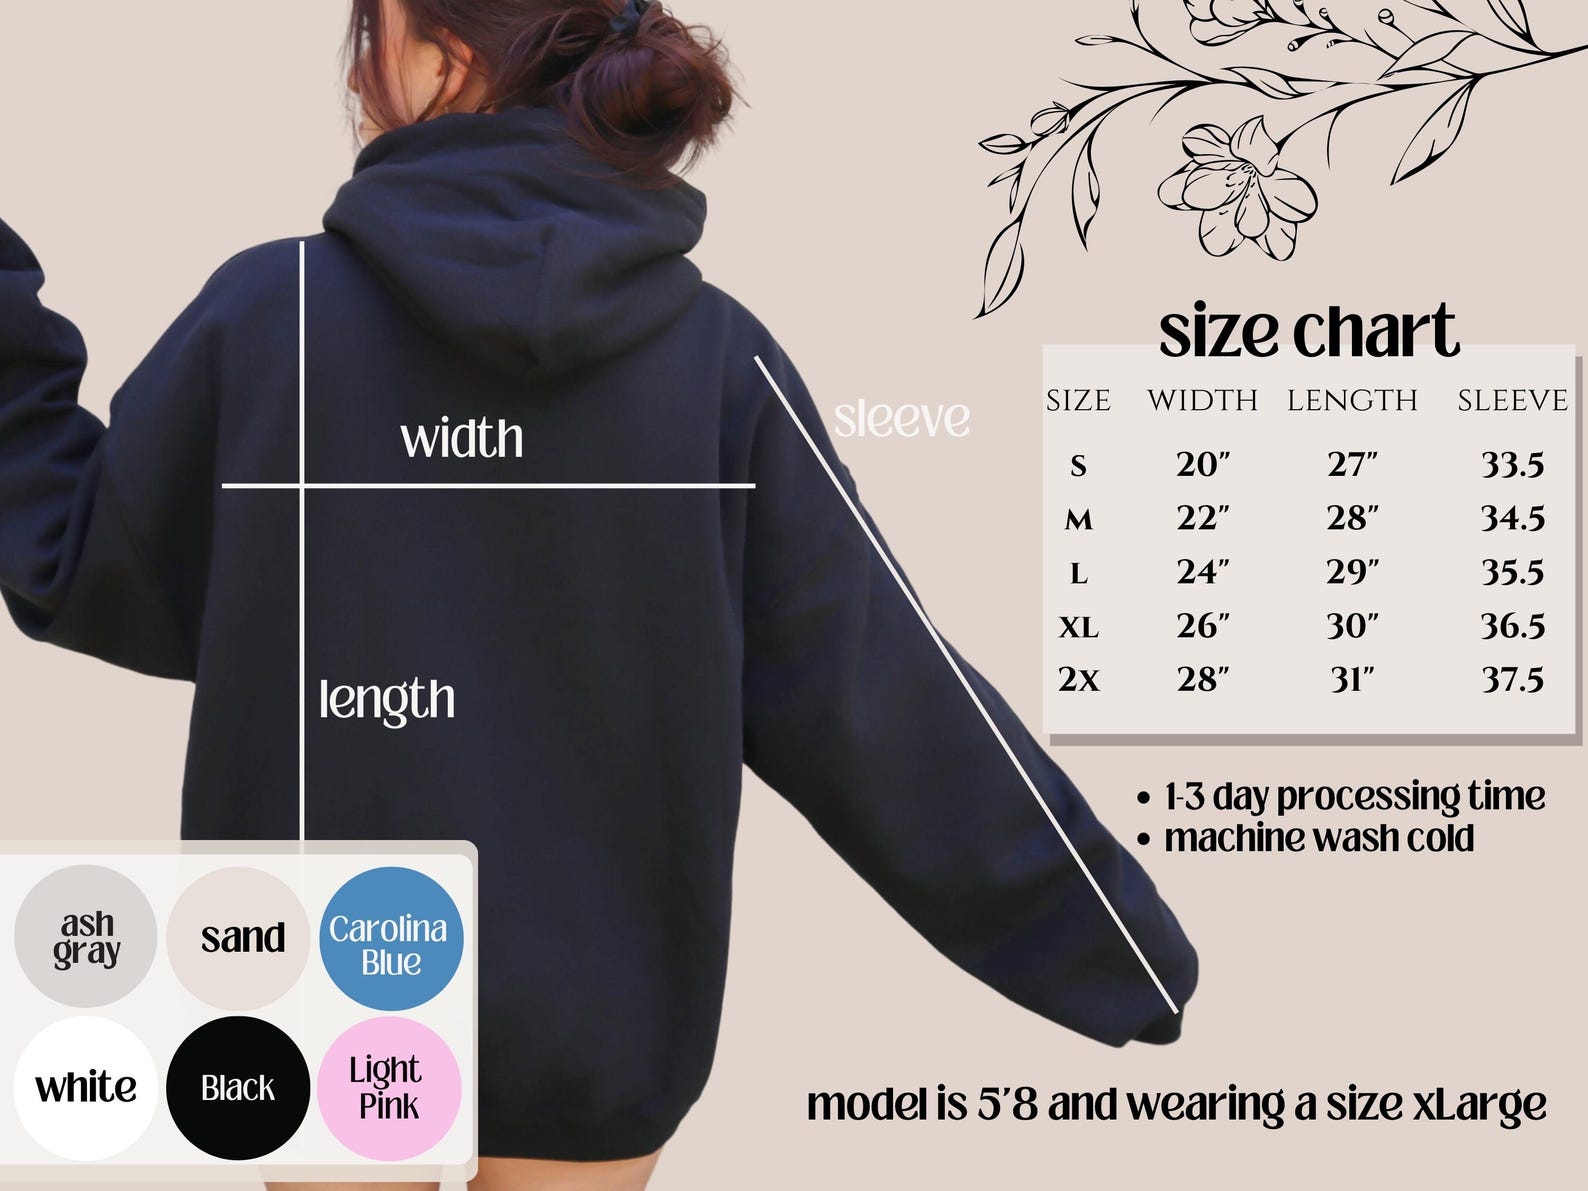 size chart
SIZE WIDTH LENGTH SLEEVE
S 20" 27" 33.5
M 22" 28" 34.5
L 24" 29" 35.5
XL 26" 30" 36.5
2X 28" 31" 37.5
sleeve
width
length
• 1-3 day processing time
• machine wash cold
ash
gray
sand
Carolina
Blue
white
Black
Light
Pink
model is 5'8 and wearing a size xLarge